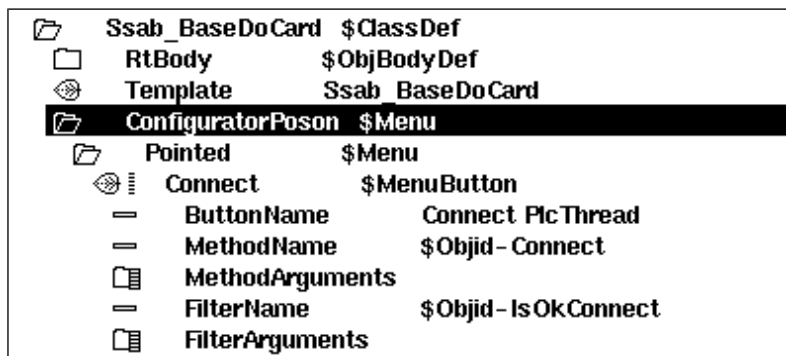 Ssab_BaseDoCard $ClassDef
RtBody $ObjBodyDef
Template Ssab_BaseDoCard
ConfiguratorPoson $Menu
Pointed $Menu
Connect $MenuButton
ButtonName Connect PlcThread
MethodName $Objid-Connect
MethodArguments
FilterName $Objid-IsOkConnect
FilterArguments